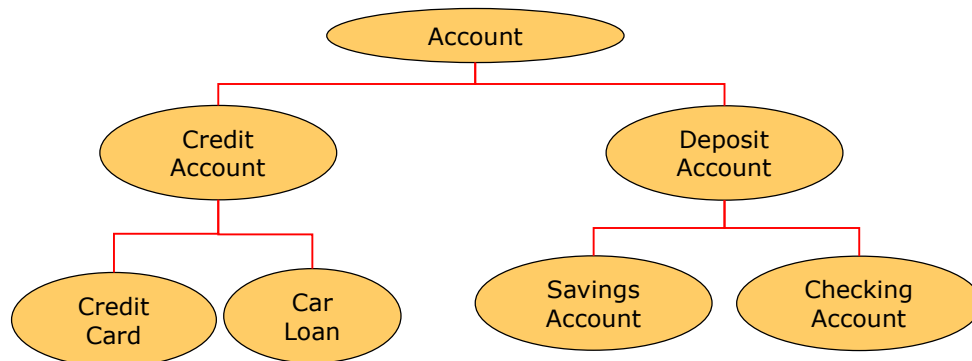 Account
Credit
Account
Deposit
Account
Credit
Card
Car
Loan
Savings
Account
Checking
Account